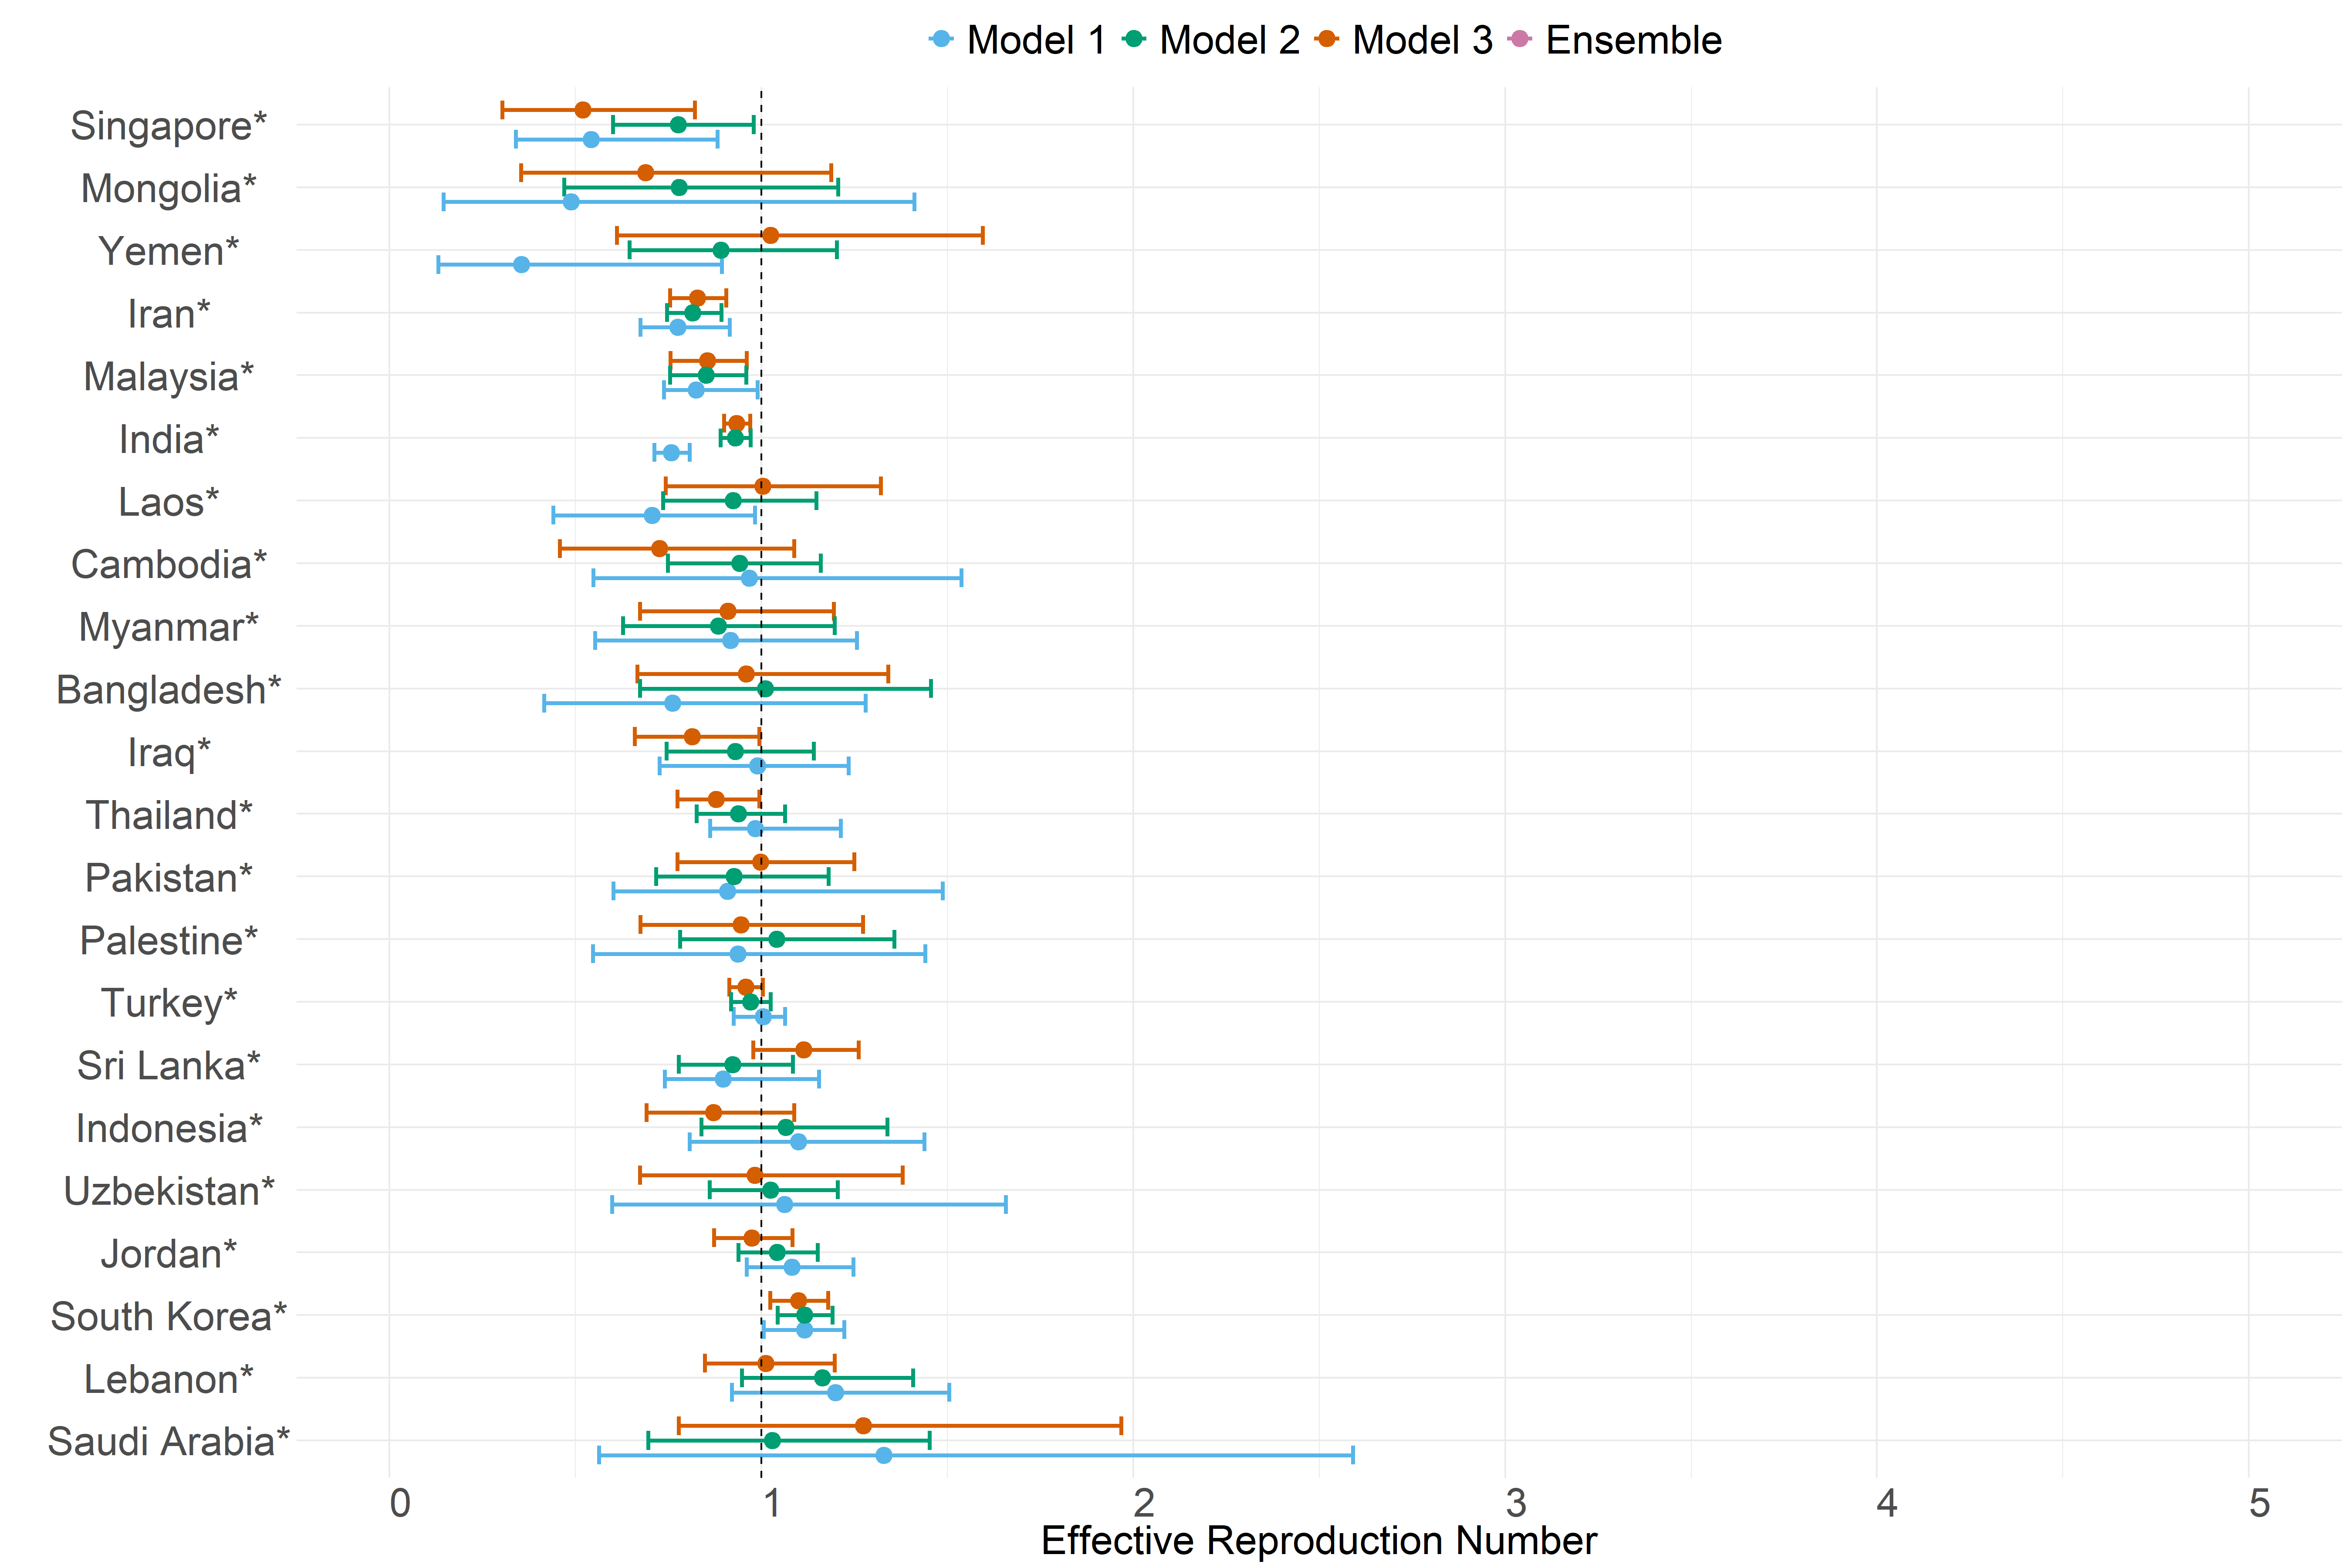 Model 1 Model 2 Model 3 Ensemble
Singapore*
Mongolia*
Yemen*
Iran*
Malaysia*
India*
Laos*
Cambodia*
Myanmar*
Bangladesh*
Iraq*
Thailand*
Pakistan*
Palestine*
Turkey*
Sri Lanka*
Indonesia*
Uzbekistan*
Jordan*
South Korea*
Lebanon*
Saudi Arabia*
0 1 2 3 4 5
Effective Reproduction Number